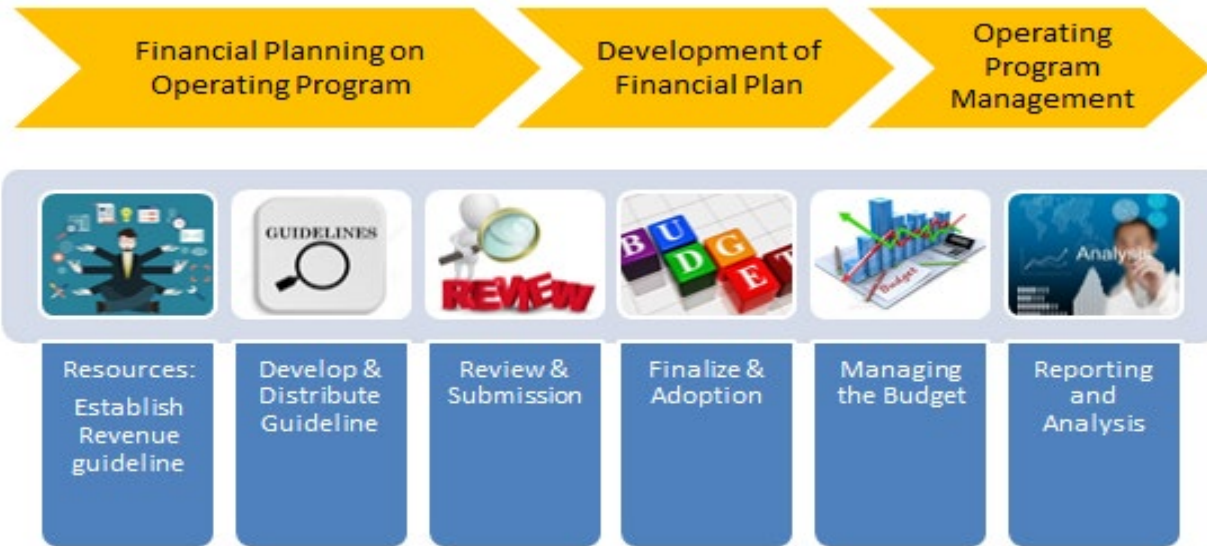 Financial Planning on
Operating Program
Development of
Financial Plan
Operating
Program
Management
GUIDELINES
REVIEW
BUDGET
Budget
Analysis
Resources:
Establish
Revenue
guideline
Develop &
Distribute
Guideline
Review &
Submission
Finalize &
Adoption
Managing
the Budget
Reporting
and
Analysis